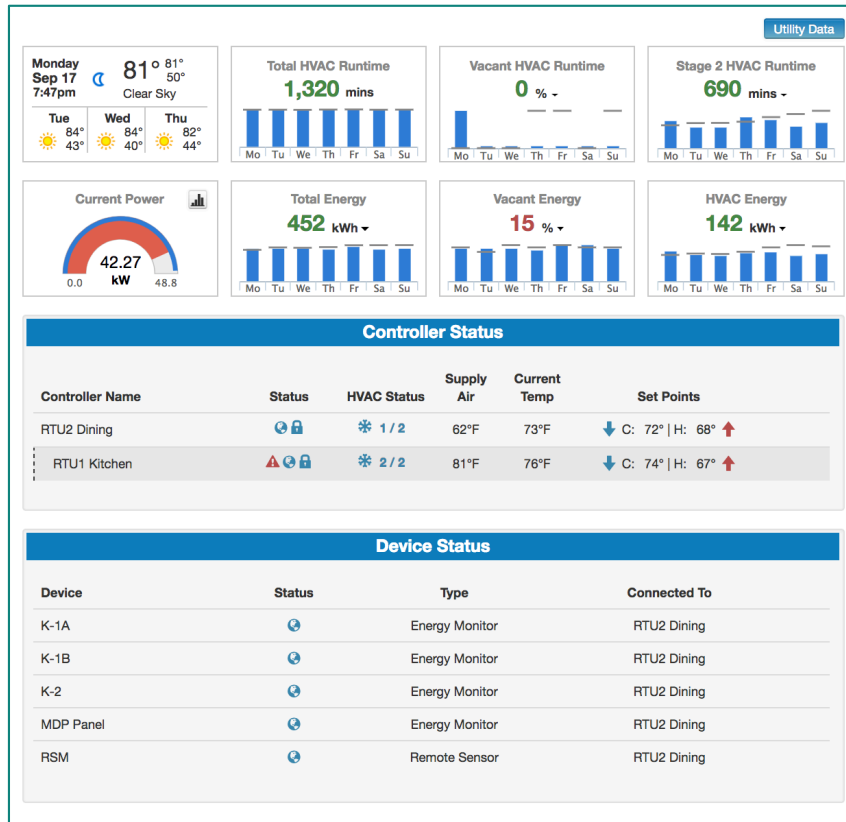 Utility Data
Monday
Sep 17
7:47pm
81° 81°
50°
Clear Sky
Tue Wed Thu
84° 84° 82°
43° 40° 44°
Total HVAC Runtime
1,320 mins
Mo Tu We Th Fr Sa Su
Vacant HVAC Runtime
0 %
Mo Tu We Th Fr Sa Su
Stage 2 HVAC Runtime
690 mins
Mo Tu We Th Fr Sa Su
Current Power
42.27
kW
0.0 48.8
Total Energy
452 kWh
Mo Tu We Th Fr Sa Su
Vacant Energy
15 %
Mo Tu We Th Fr Sa Su
HVAC Energy
142 kWh
Mo Tu We Th Fr Sa Su
Controller Status
Controller Name Status HVAC Status Supply Air Current Temp Set Points
RTU2 Dining 1 / 2 62°F 73°F C: 72° | H: 68°
RTU1 Kitchen 2 / 2 81°F 76°F C: 74° | H: 67°
Device Status
Device Status Type Connected To
K-1A Energy Monitor RTU2 Dining
K-1B Energy Monitor RTU2 Dining
K-2 Energy Monitor RTU2 Dining
MDP Panel Energy Monitor RTU2 Dining
RSM Remote Sensor RTU2 Dining